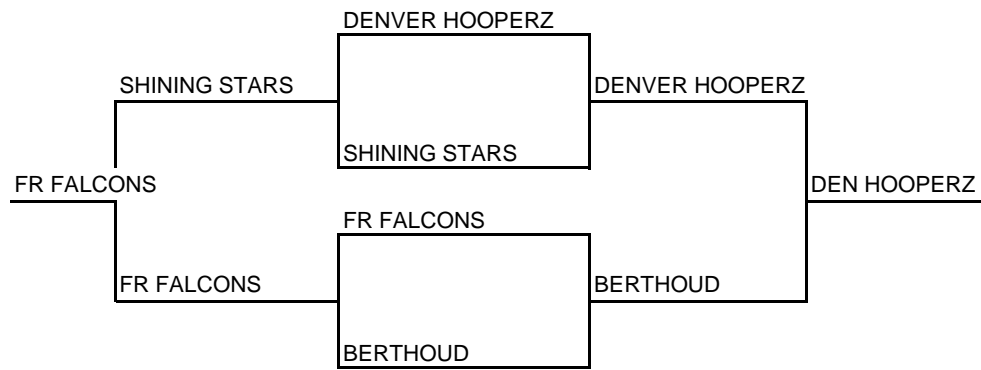 DENVER HOOPERZ
SHINING STARS
DENVER HOOPERZ
SHINING STARS
FR FALCONS
DEN HOOPERZ
FR FALCONS
FR FALCONS
BERTHOUD
BERTHOUD